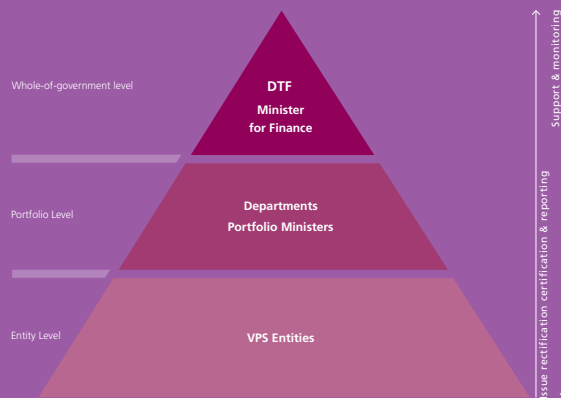 Whole-of-government level
DTF
Minister
for Finance
Portfolio Level
Departments
Portfolio Ministers
Entity Level
VPS Entities
Support & monitoring
Issue rectification certification & reporting